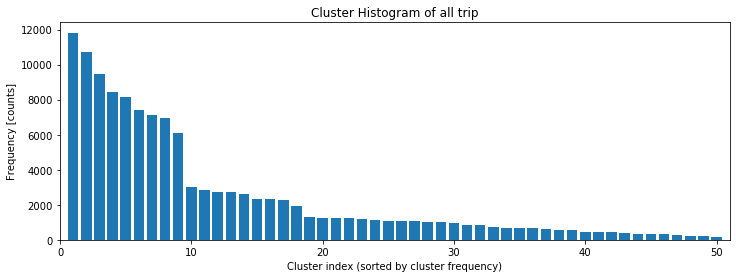 Cluster Histogram of all trip
Frequency [counts]
12000
10000
8000
6000
4000
2000
0
0 10 20 30 40 50
Cluster index (sorted by cluster frequency)